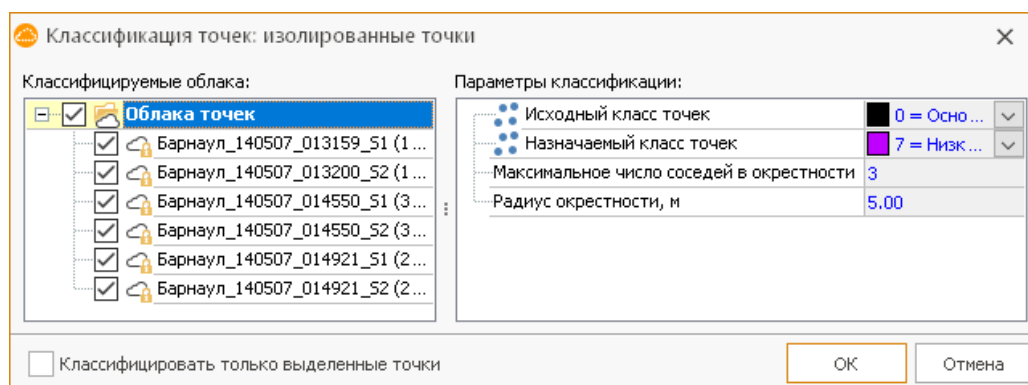 Классификация точек: изолированные точки
Классифицируемые облака:
Облака точек
Барнаул_140507_013159_S1 (1 ...
Барнаул_140507_013200_S2 (1 ...
Барнаул_140507_014550_S1 (3 ...
Барнаул_140507_014550_S2 (3 ...
Барнаул_140507_014921_S1 (2 ...
Барнаул_140507_014921_S2 (2 ...
Параметры классификации:
Исходный класс точек 0 = Осно ...
Назначаемый класс точек 7 = Низк ...
Максимальное число соседей в окрестности 3
Радиус окрестности, м 5.00
Классифицировать только выделенные точки
ОК Отмена